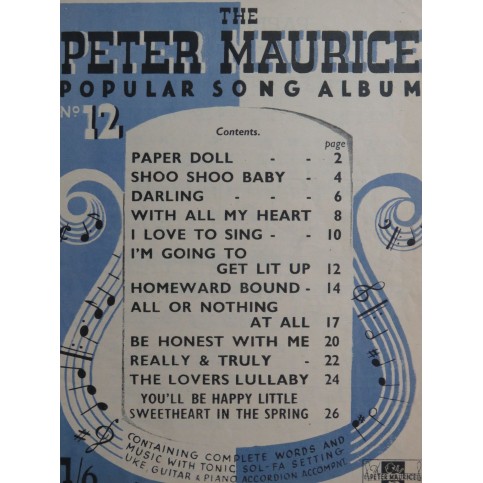 THE
PETER MAURICE
POPULAR SONG ALBUM
No 12
Contents.
page
PAPER DOLL - - 2
SHOO SHOO BABY - 4
DARLING - - - 6
WITH ALL MY HEART 8
I LOVE TO SING - - 10
I'M GOING TO
GET LIT UP 12
HOMEWARD BOUND - 14
ALL OR NOTHING
AT ALL 17
BE HONEST WITH ME 20
REALLY & TRULY - 22
THE LOVERS LULLABY 24
YOU'LL BE HAPPY LITTLE
SWEETHEART IN THE SPRING 26
CONTAINING COMPLETE WORDS AND
MUSIC WITH TONIC SOL-FA SETTING
UKE, GUITAR & PIANO ACCORDION ACCOMPMT.
1/6
PETER MAURICE